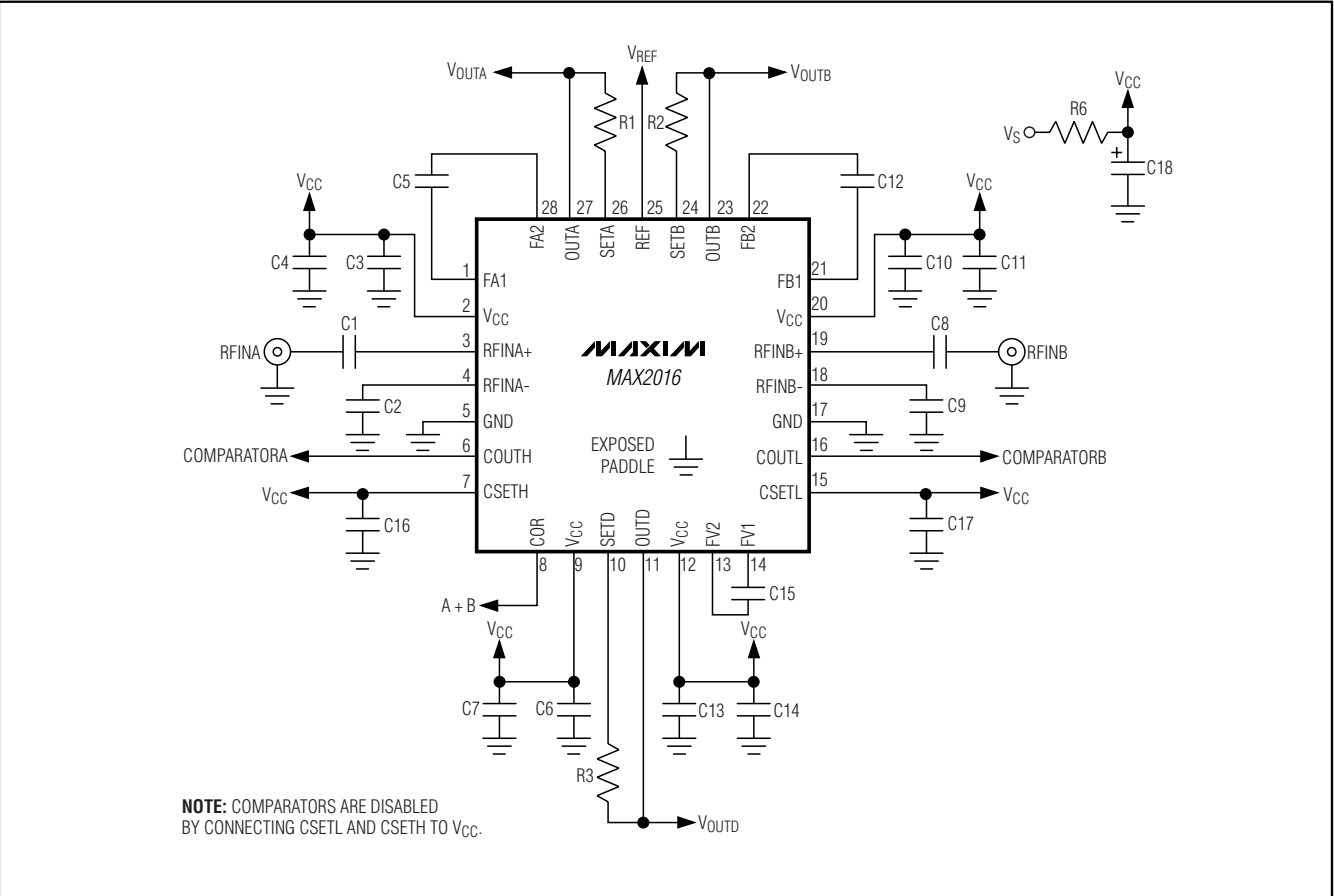 VOUTA
VREF
VOUTB
VCC
R6
VS
+
C18
R1
R2
C5
C12
VCC
VCC
28 27 26 25 24 23 22
FA2 OUTA SETA REF SETB OUTB FB2
C4
C3
C10
C11
1
FA1
21
FB1
2
VCC
20
VCC
C1
C8
RFINA
3
RFINA+
MAXIM
19
RFINB+
RFINB
4
RFINA-
MAX2016
18
RFINB-
C2
C9
5
GND
17
GND
EXPOSED
PADDLE
COMPARATORA
6
COUTH
16
COUTL
COMPARATORB
VCC
7
CSETH
15
CSETL
VCC
C16
C17
COR VCC SETD OUTD VCC FV2 FV1
8 9 10 11 12 13 14
C15
A + B
VCC
VCC
C7
C6
C13
C14
R3
VOUTD
NOTE: COMPARATORS ARE DISABLED
BY CONNECTING CSETL AND CSETH TO VCC.